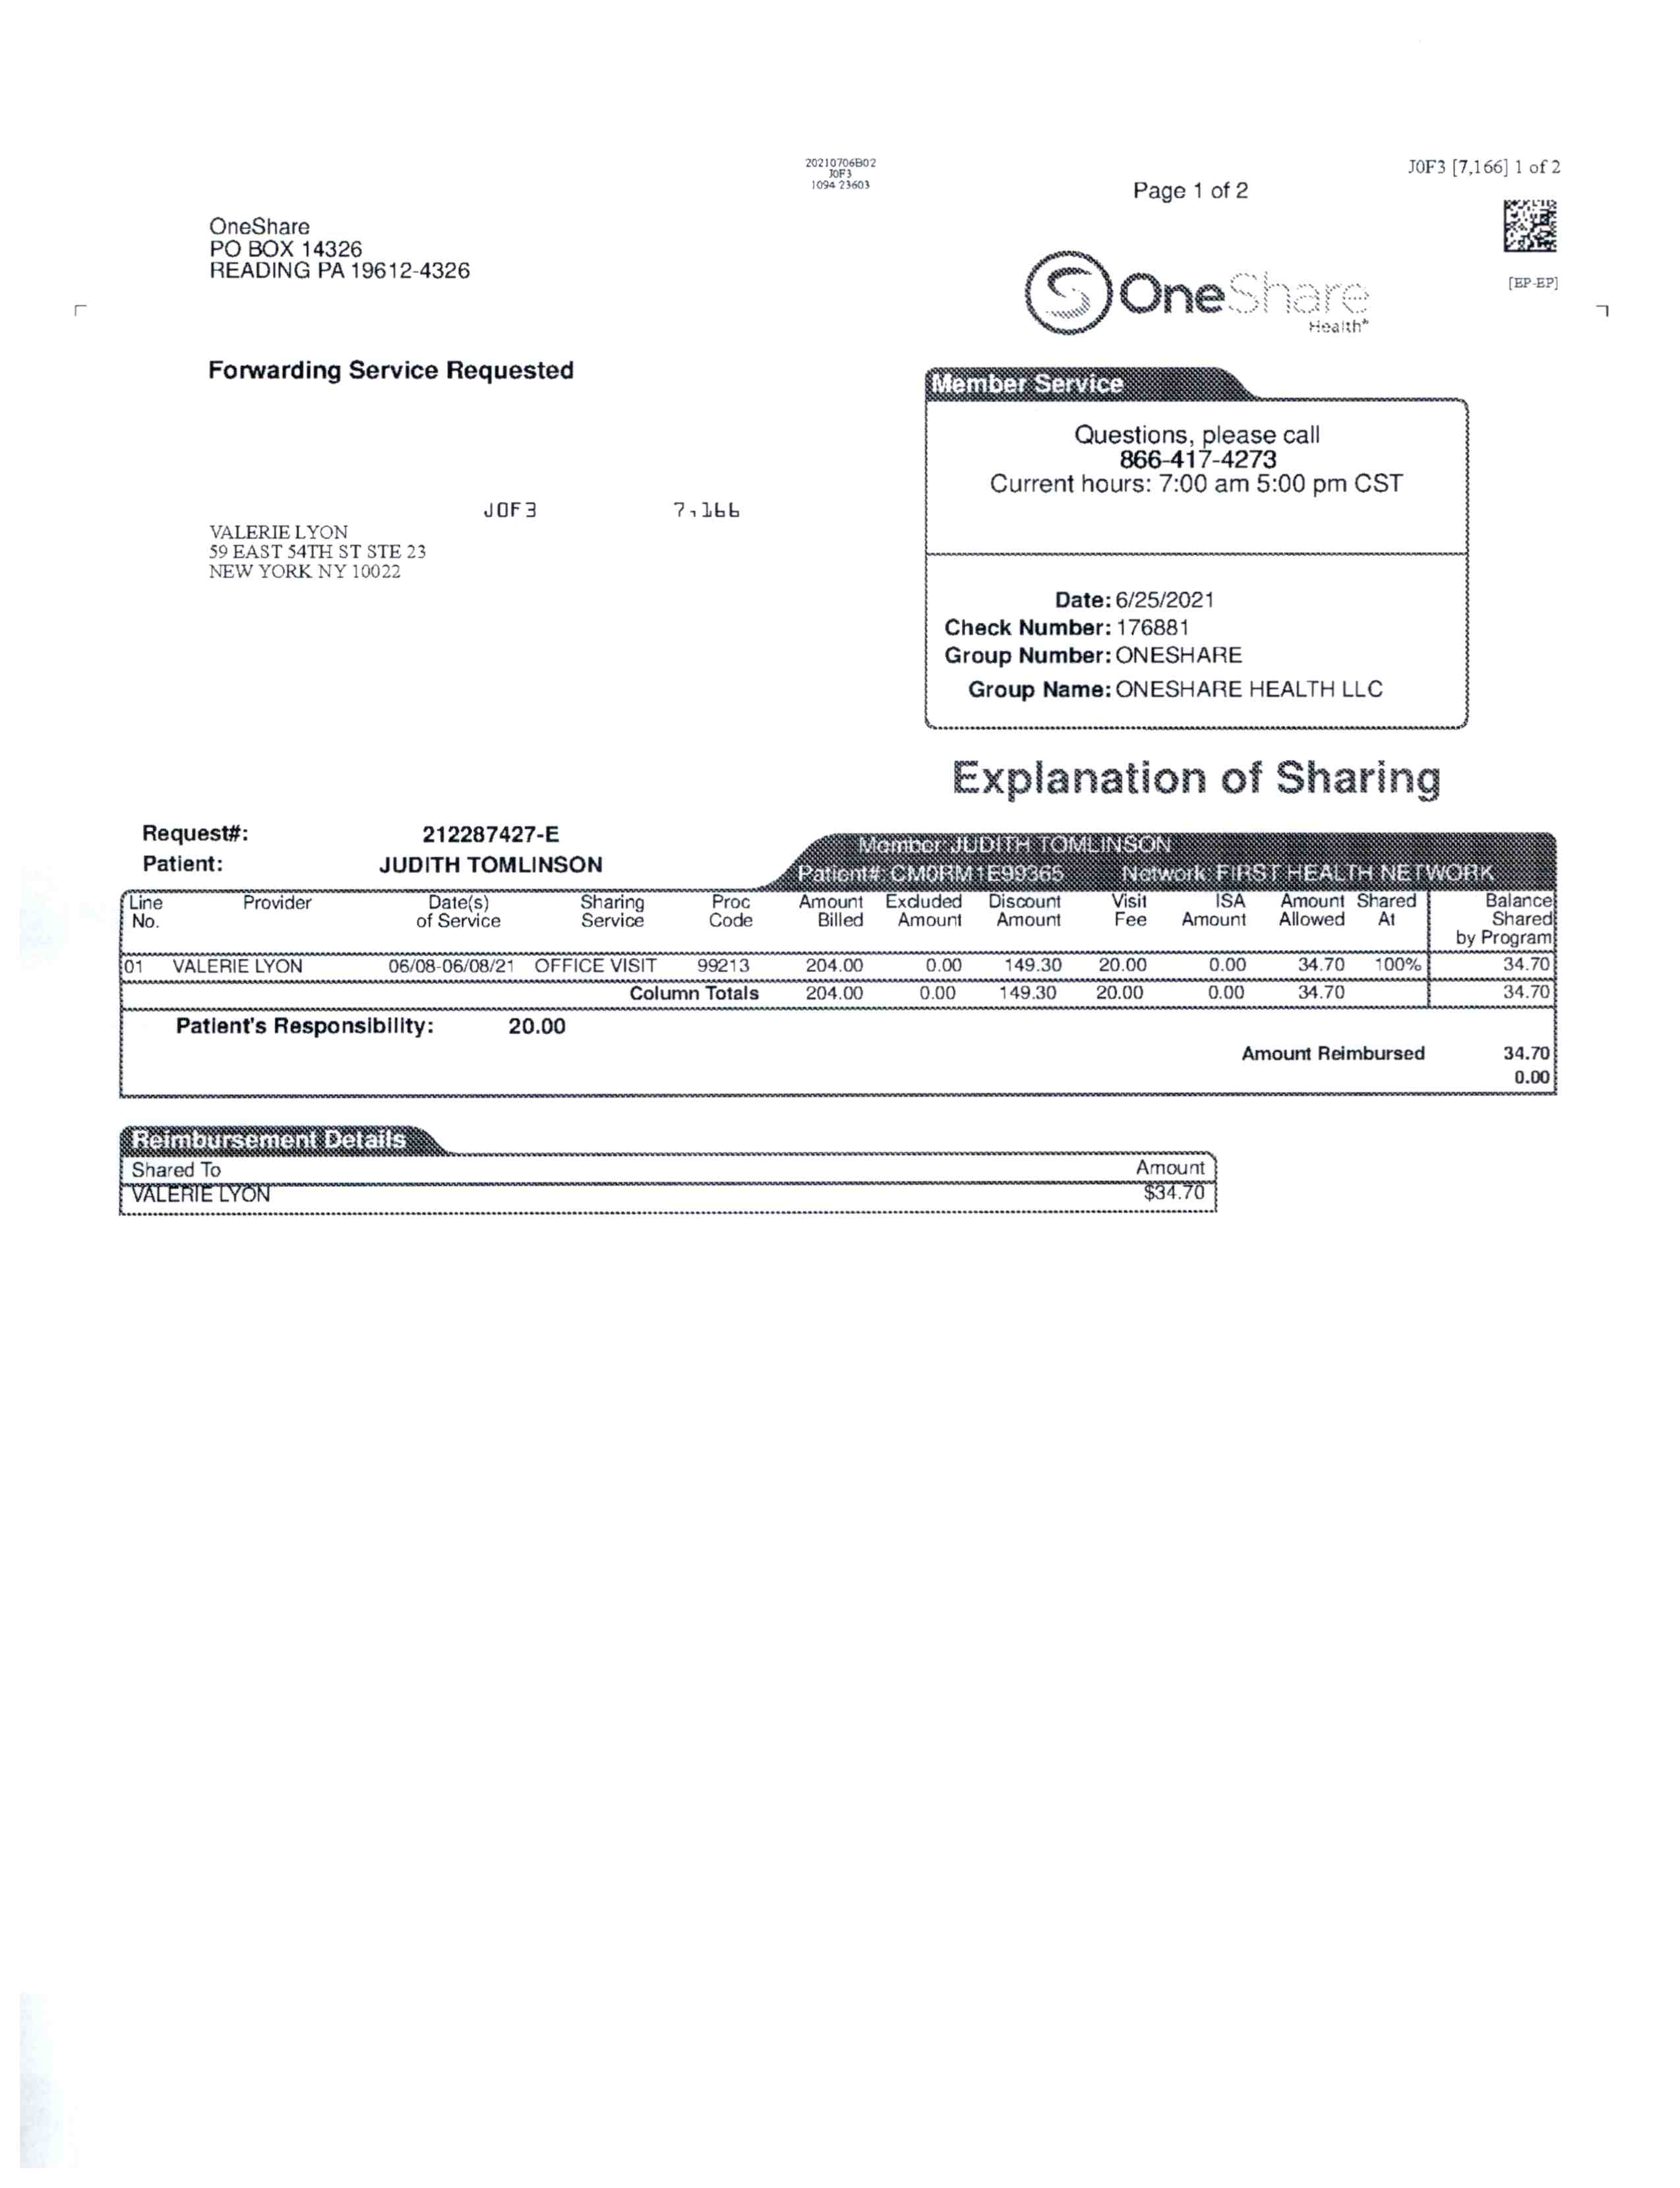 20210706B02
J0F3
1094 23603
J0F3 [7,166] 1 of 2
Page 1 of 2
[EP-EP]
OneShare
PO BOX 14326
READING PA 19612-4326
OneShare
Health
Forwarding Service Requested
Member Service
Questions, please call
866-417-4273
Current hours: 7:00 am 5:00 pm CST
J0F3 7,166
VALERIE LYON
59 EAST 54TH ST STE 23
NEW YORK NY 10022
Date: 6/25/2021
Check Number: 176881
Group Number: ONESHARE
Group Name: ONESHARE HEALTH LLC
Explanation of Sharing
Request#: 212287427-E
Patient: JUDITH TOMLINSON
Member: JUDITH TOMLINSON
Patient#: CM0RM1E99365 Network: FIRST HEALTH NETWORK
Line Provider Date(s) Sharing Proc Amount Excluded Discount Visit ISA Amount Shared Balance
No. of Service Service Code Billed Amount Amount Fee Amount Allowed At Shared
by Program
01 VALERIE LYON 06/08-06/08/21 OFFICE VISIT 99213 204.00 0.00 149.30 20.00 0.00 34.70 100% 34.70
Column Totals 204.00 0.00 149.30 20.00 0.00 34.70 34.70
Patient's Responsibility: 20.00
Amount Reimbursed 34.70
0.00
Reimbursement Details
Shared To Amount
VALERIE LYON $34.70